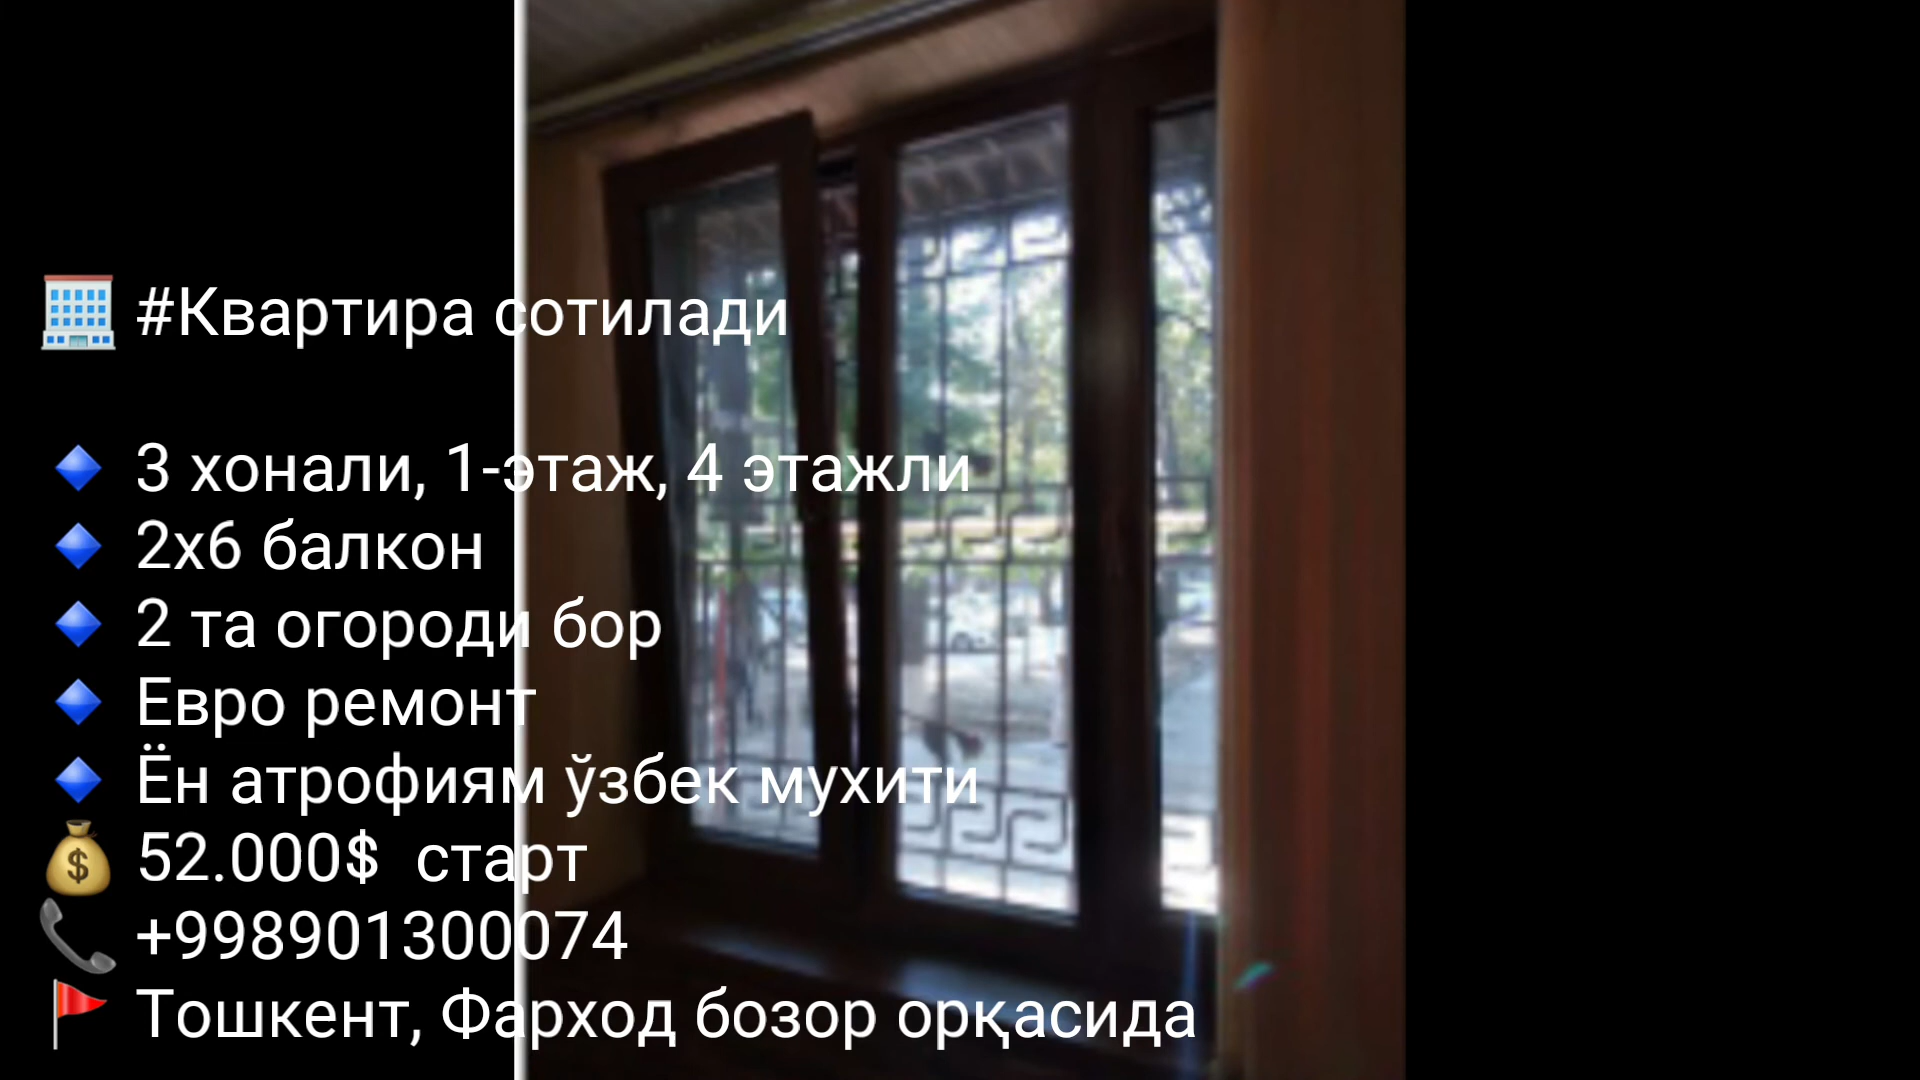 #Квартира сотилади
3 хонали, 1-этаж, 4 этажли
2х6 балкон
2 та огороди бор
Евро ремонт
Ён атрофиям ўзбек мухити
52.000$ старт
+998901300074
Тошкент, Фарход бозор орқасида